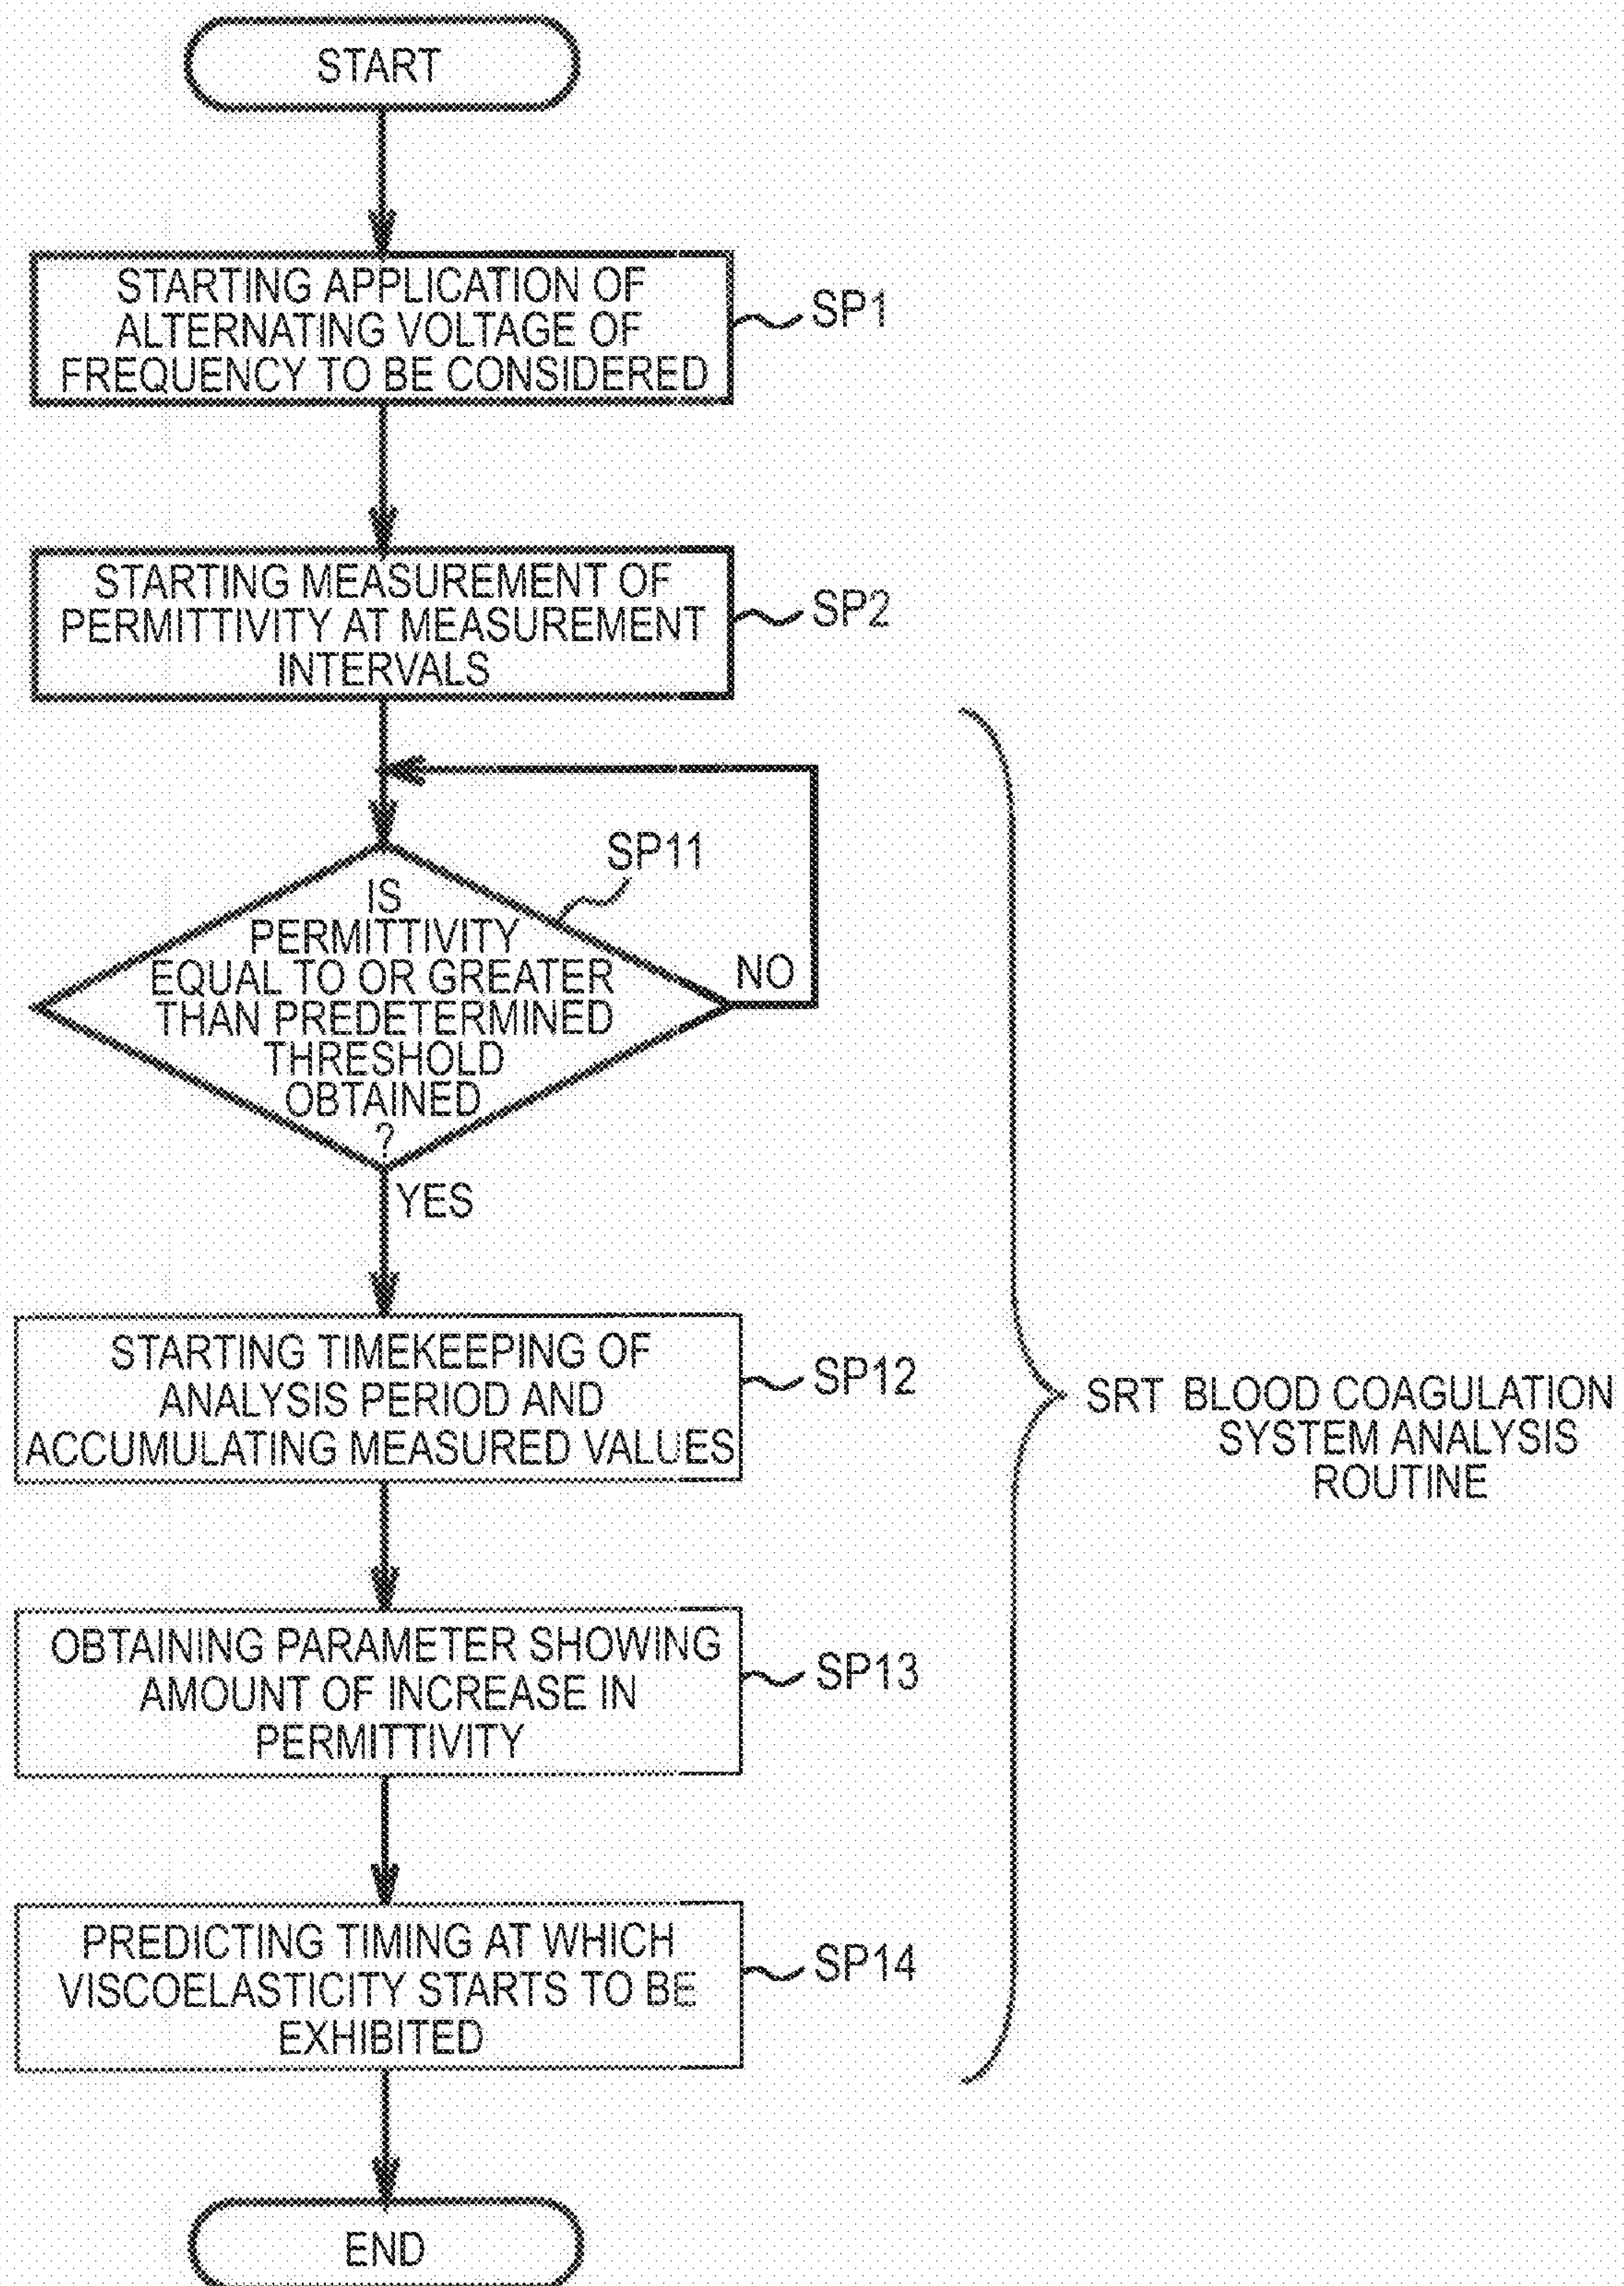 START
STARTING APPLICATION OF
ALTERNATING VOLTAGE OF
FREQUENCY TO BE CONSIDERED
SP1
STARTING MEASUREMENT OF
PERMITTIVITY AT MEASUREMENT
INTERVALS
SP2
SP11
IS
PERMITTIVITY
EQUAL TO OR GREATER
THAN PREDETERMINED
THRESHOLD
OBTAINED
?
NO
YES
STARTING TIMEKEEPING OF
ANALYSIS PERIOD AND
ACCUMULATING MEASURED VALUES
SP12
SRT BLOOD COAGULATION
SYSTEM ANALYSIS
ROUTINE
OBTAINING PARAMETER SHOWING
AMOUNT OF INCREASE IN
PERMITTIVITY
SP13
PREDICTING TIMING AT WHICH
VISCOELASTICITY STARTS TO BE
EXHIBITED
SP14
END